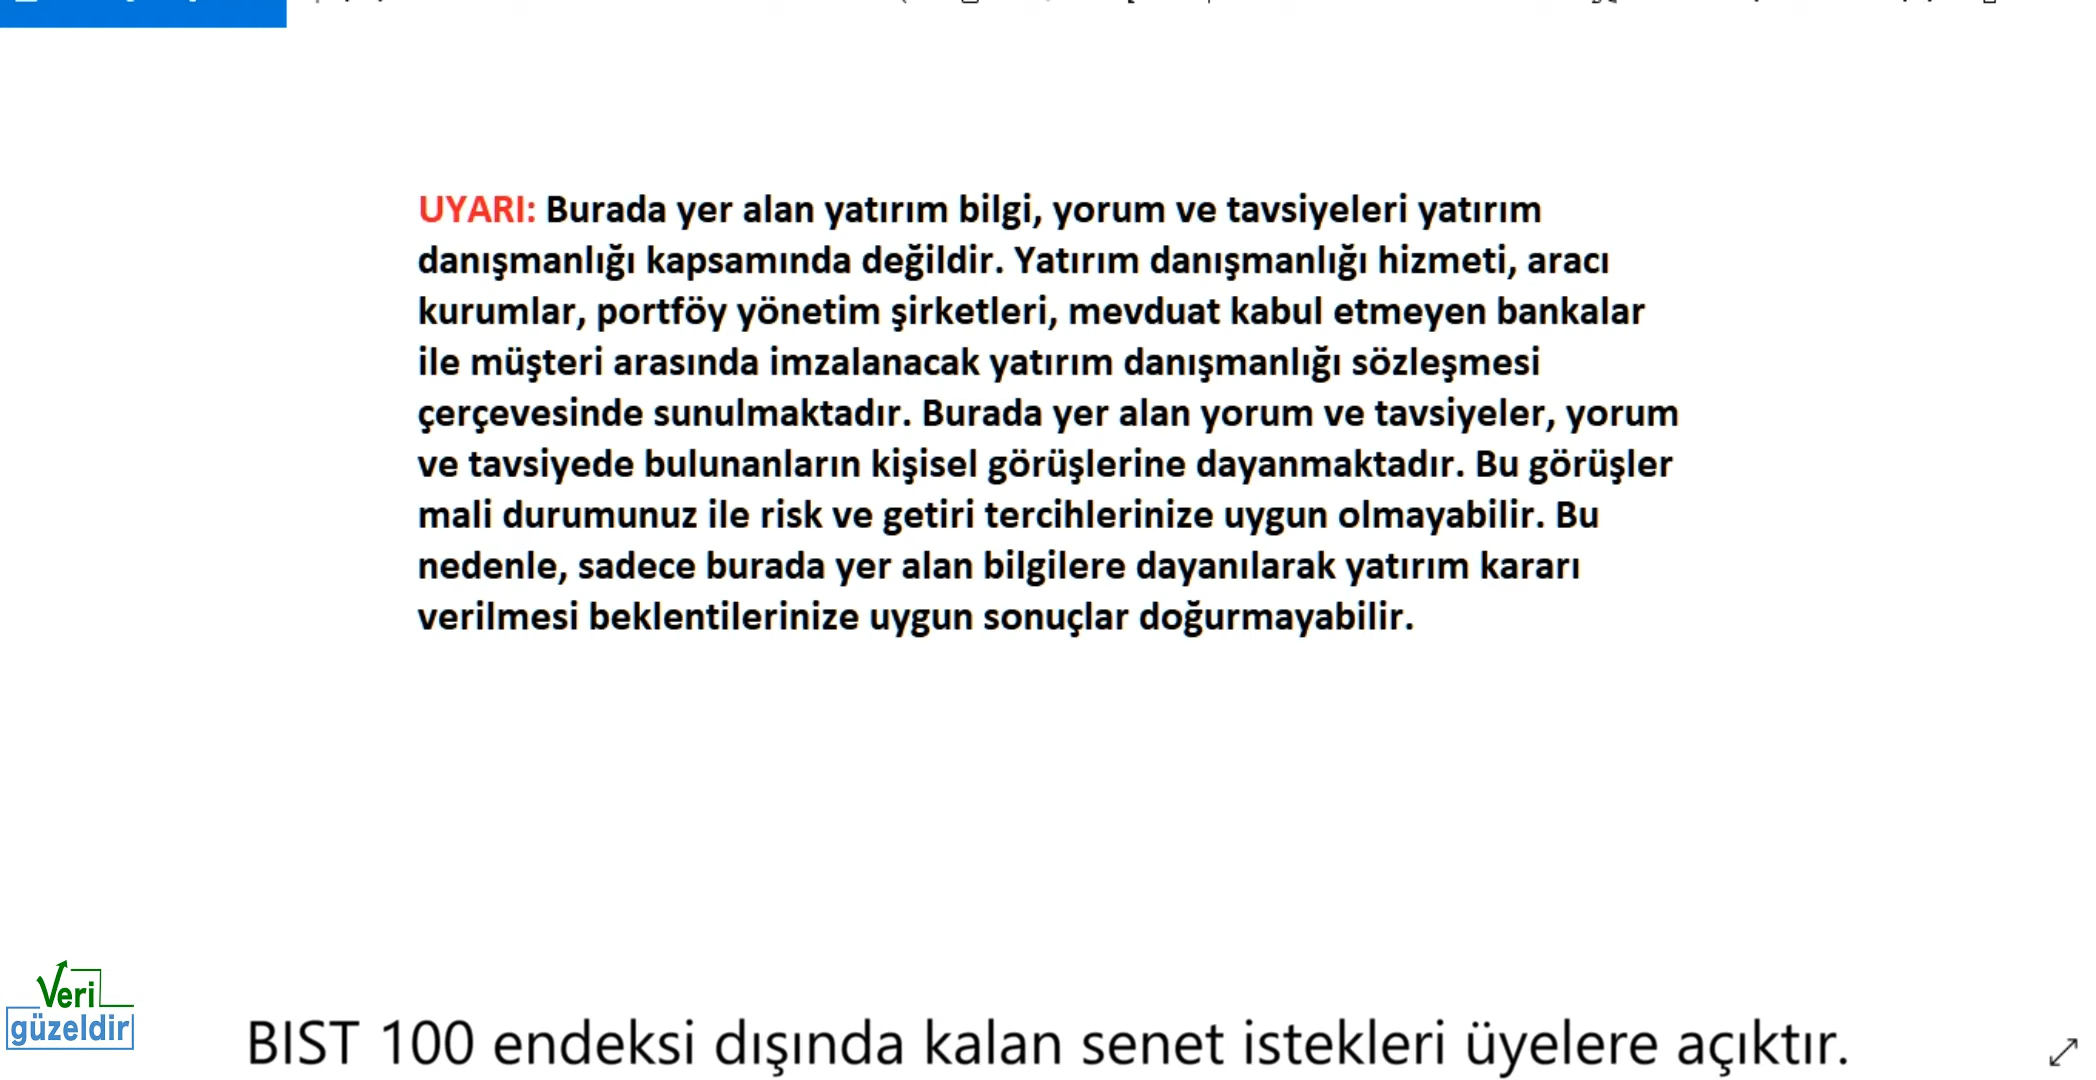 UYARI: Burada yer alan yatırım bilgi, yorum ve tavsiyeleri yatırım
danışmanlığı kapsamında değildir. Yatırım danışmanlığı hizmeti, aracı
kurumlar, portföy yönetim şirketleri, mevduat kabul etmeyen bankalar
ile müşteri arasında imzalanacak yatırım danışmanlığı sözleşmesi
çerçevesinde sunulmaktadır. Burada yer alan yorum ve tavsiyeler, yorum
ve tavsiyede bulunanların kişisel görüşlerine dayanmaktadır. Bu görüşler
mali durumunuz ile risk ve getiri tercihlerinize uygun olmayabilir. Bu
nedenle, sadece burada yer alan bilgilere dayanılarak yatırım kararı
verilmesi beklentilerinize uygun sonuçlar doğurmayabilir.
Veri
güzeldir
BIST 100 endeksi dışında kalan senet istekleri üyelere açıktır.